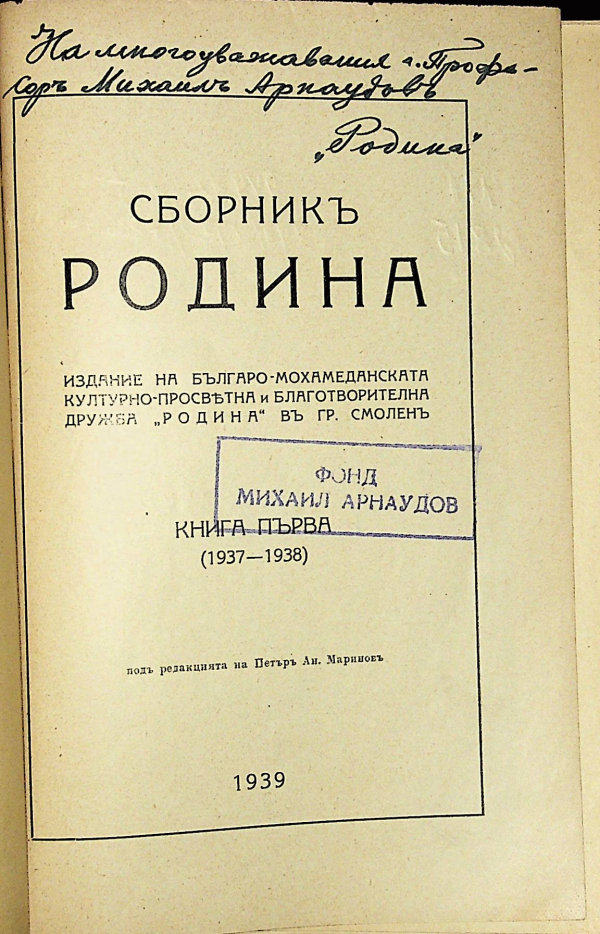 На многоуважавания г. Профе-
соръ Михаилъ Арнаудовъ
„Родина“
СБОРНИКЪ
РОДИНА
ИЗДАНИЕ НА БЪЛГАРО-МОХАМЕДАНСКАТА
КУЛТУРНО-ПРОСВѢТНА и БЛАГОТВОРИТЕЛНА
ДРУЖБА „РОДИНА“ ВЪ ГР. СМОЛЕНЪ
ФОНД
МИХАИЛ АРНАУДОВ
КНИГА ПЪРВА
(1937—1938)
подъ редакцията на Петъръ Ан. Мариновъ
1939